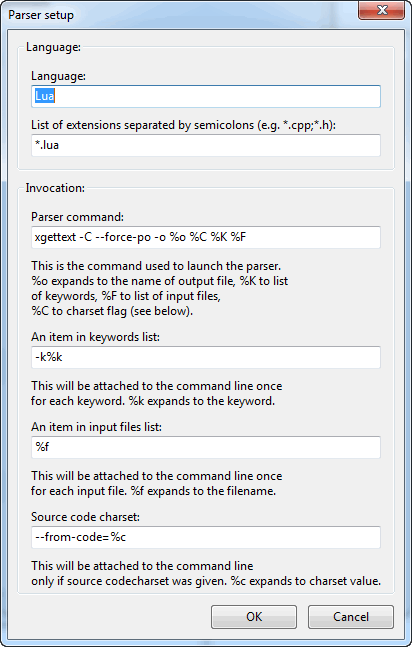 Parser setup
Language:
Language:
Lua
List of extensions separated by semicolons (e.g. *.cpp;*.h):
*.lua
Invocation:
Parser command:
xgettext -C --force-po -o %o %C %K %F
This is the command used to launch the parser.
%o expands to the name of output file, %K to list
of keywords, %F to list of input files,
%C to charset flag (see below).
An item in keywords list:
-k%k
This will be attached to the command line once
for each keyword. %k expands to the keyword.
An item in input files list:
%f
This will be attached to the command line once
for each input file. %f expands to the filename.
Source code charset:
--from-code=%c
This will be attached to the command line
only if source codecharset was given. %c expands to charset value.
OK
Cancel